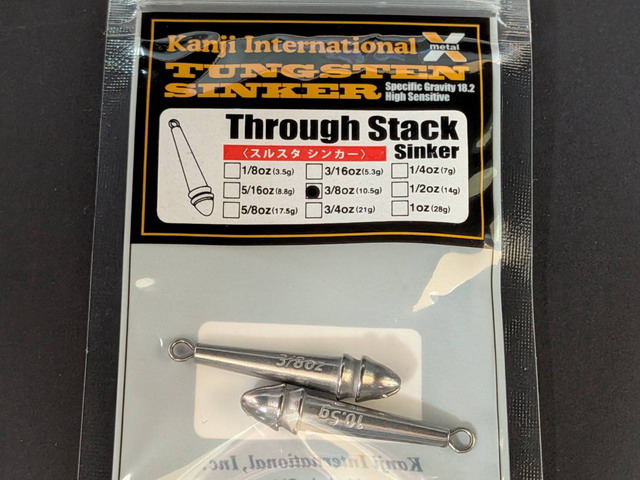 Kanji International X metal
TUNGSTEN
SINKER Specific Gravity 18.2
High Sensitive
Through Stack
〈スルスタ シンカー〉 Sinker
1/8oz(3.5g) 3/16oz(5.3g) 1/4oz(7g)
5/16oz(8.8g) 3/8oz(10.5g) 1/2oz(14g)
5/8oz(17.5g) 3/4oz(21g) 1oz(28g)
3/8oz
10.5g
Kanji International, Inc.